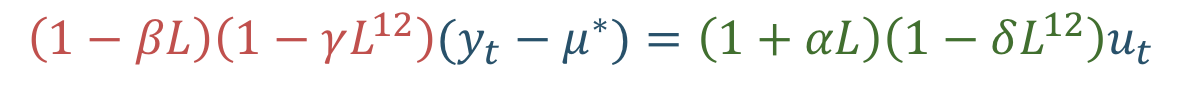 (1 − βL)(1 − γL¹²)(yₜ − μ*) = (1 + αL)(1 − δL¹²)uₜ